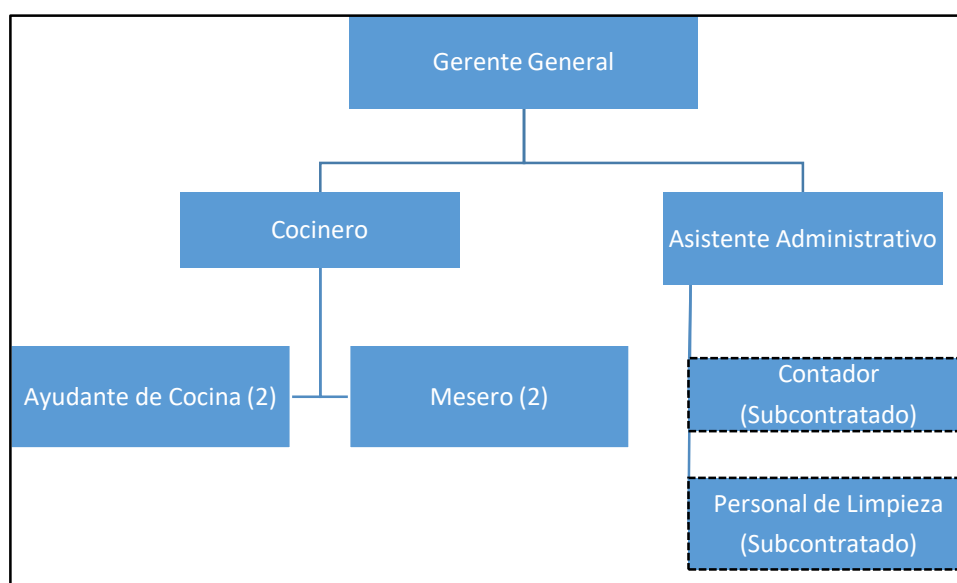 Gerente General
Cocinero
Asistente Administrativo
Ayudante de Cocina (2)
Mesero (2)
Contador
(Subcontratado)
Personal de Limpieza
(Subcontratado)